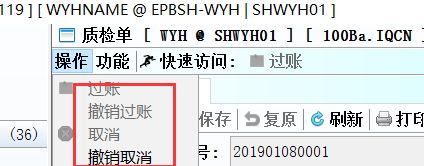 119 ] [ WYHNAME @ EPBSH-WYH | SHWYH01 ]
质检单 [ WYH @ SHWYH01 ] [ 100Ba.IQCN ]
操作 功能 快速访问: 过账
过账
撤销过账
保存 复原 刷新 打印
取消
(36) 号: 201901080001
撤销取消